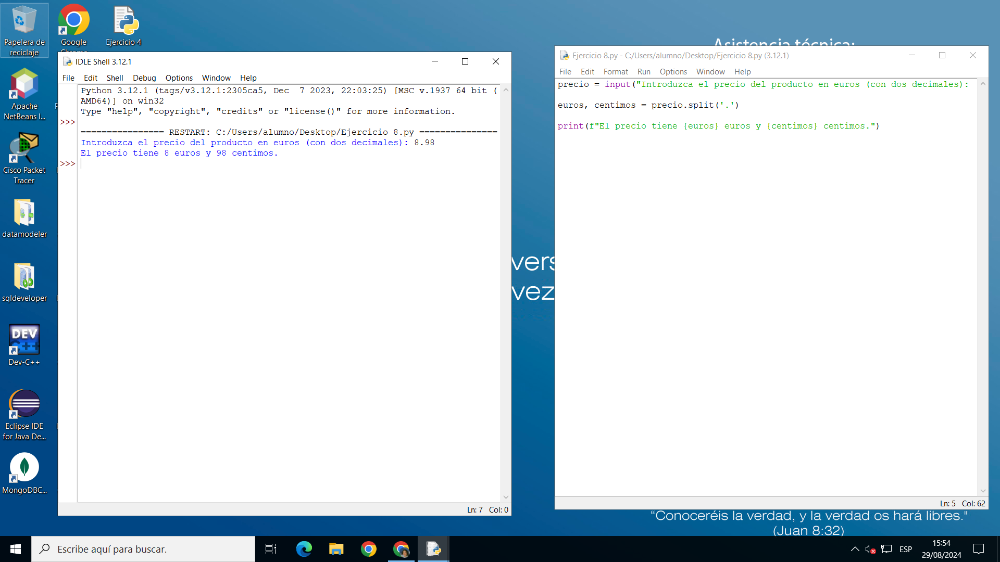 Papelera de
reciclaje
Google
Chrome
Ejercicio 4
Apache
NetBeans I...
Cisco Packet
Tracer
datamodeler
sqldeveloper
DEV
C++
Dev-C++
Eclipse IDE
for Java De...
MongoDBC...
IDLE Shell 3.12.1
File Edit Shell Debug Options Window Help
Python 3.12.1 (tags/v3.12.1:2305ca5, Dec  7 2023, 22:03:25) [MSC v.1937 64 bit (
AMD64)] on win32
Type "help", "copyright", "credits" or "license()" for more information.
>>>
================ RESTART: C:/Users/alumno/Desktop/Ejercicio 8.py ===============
Introduzca el precio del producto en euros (con dos decimales): 8.98
El precio tiene 8 euros y 98 centimos.
>>>
Ln: 7 Col: 0
Asistencia técnica:
vers
vez
Ejercicio 8.py - C:/Users/alumno/Desktop/Ejercicio 8.py (3.12.1)
File Edit Format Run Options Window Help
precio = input("Introduzca el precio del producto en euros (con dos decimales):
euros, centimos = precio.split('.')
print(f"El precio tiene {euros} euros y {centimos} centimos.")
Ln: 5 Col: 62
“Conoceréis la verdad, y la verdad os hará libres."
(Juan 8:32)
Escribe aquí para buscar.
ESP
15:54
29/08/2024